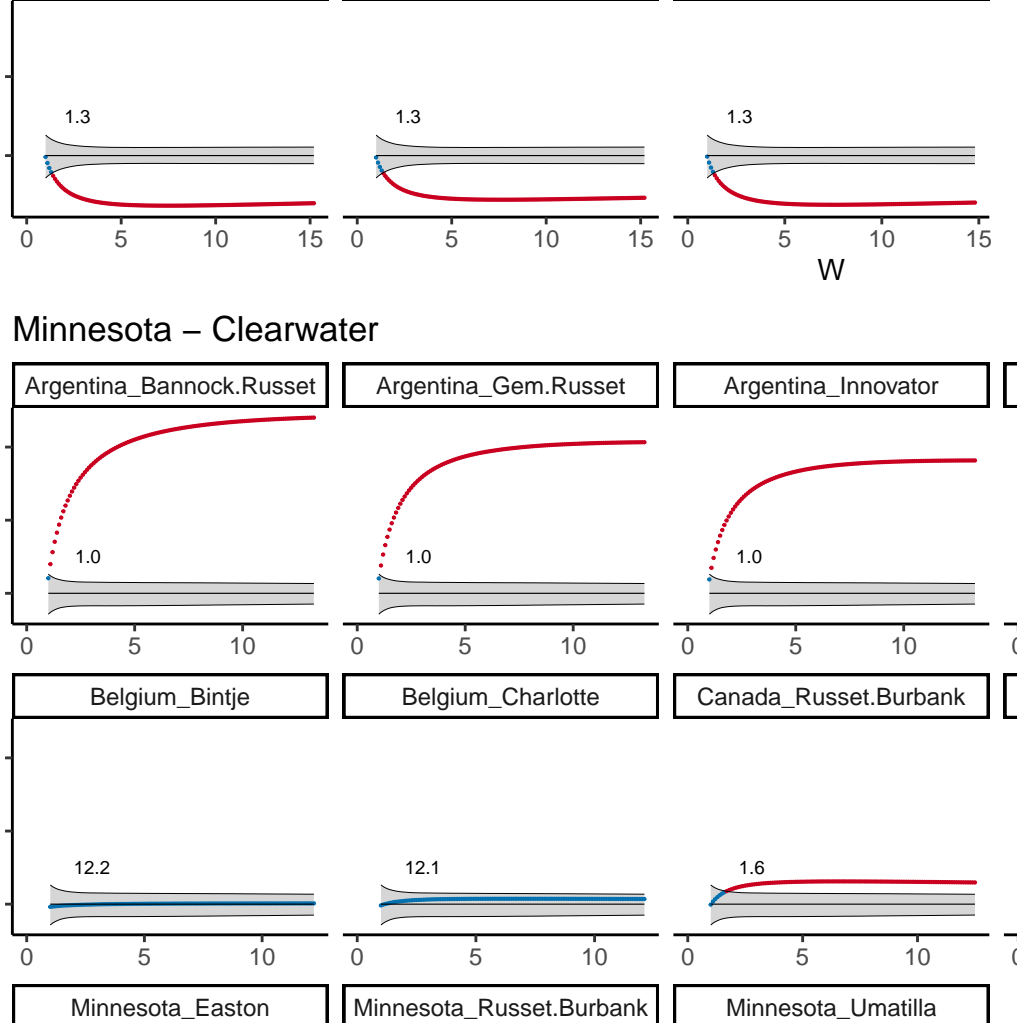 1.3 1.3 1.3
0 5 10 15 0 5 10 15 0 5 10 15
W
Minnesota – Clearwater
Argentina_Bannock.Russet Argentina_Gem.Russet Argentina_Innovator
1.0 1.0 1.0
0 5 10 0 5 10 0 5 10
Belgium_Bintje Belgium_Charlotte Canada_Russet.Burbank
12.2 12.1 1.6
0 5 10 0 5 10 0 5 10
Minnesota_Easton Minnesota_Russet.Burbank Minnesota_Umatilla